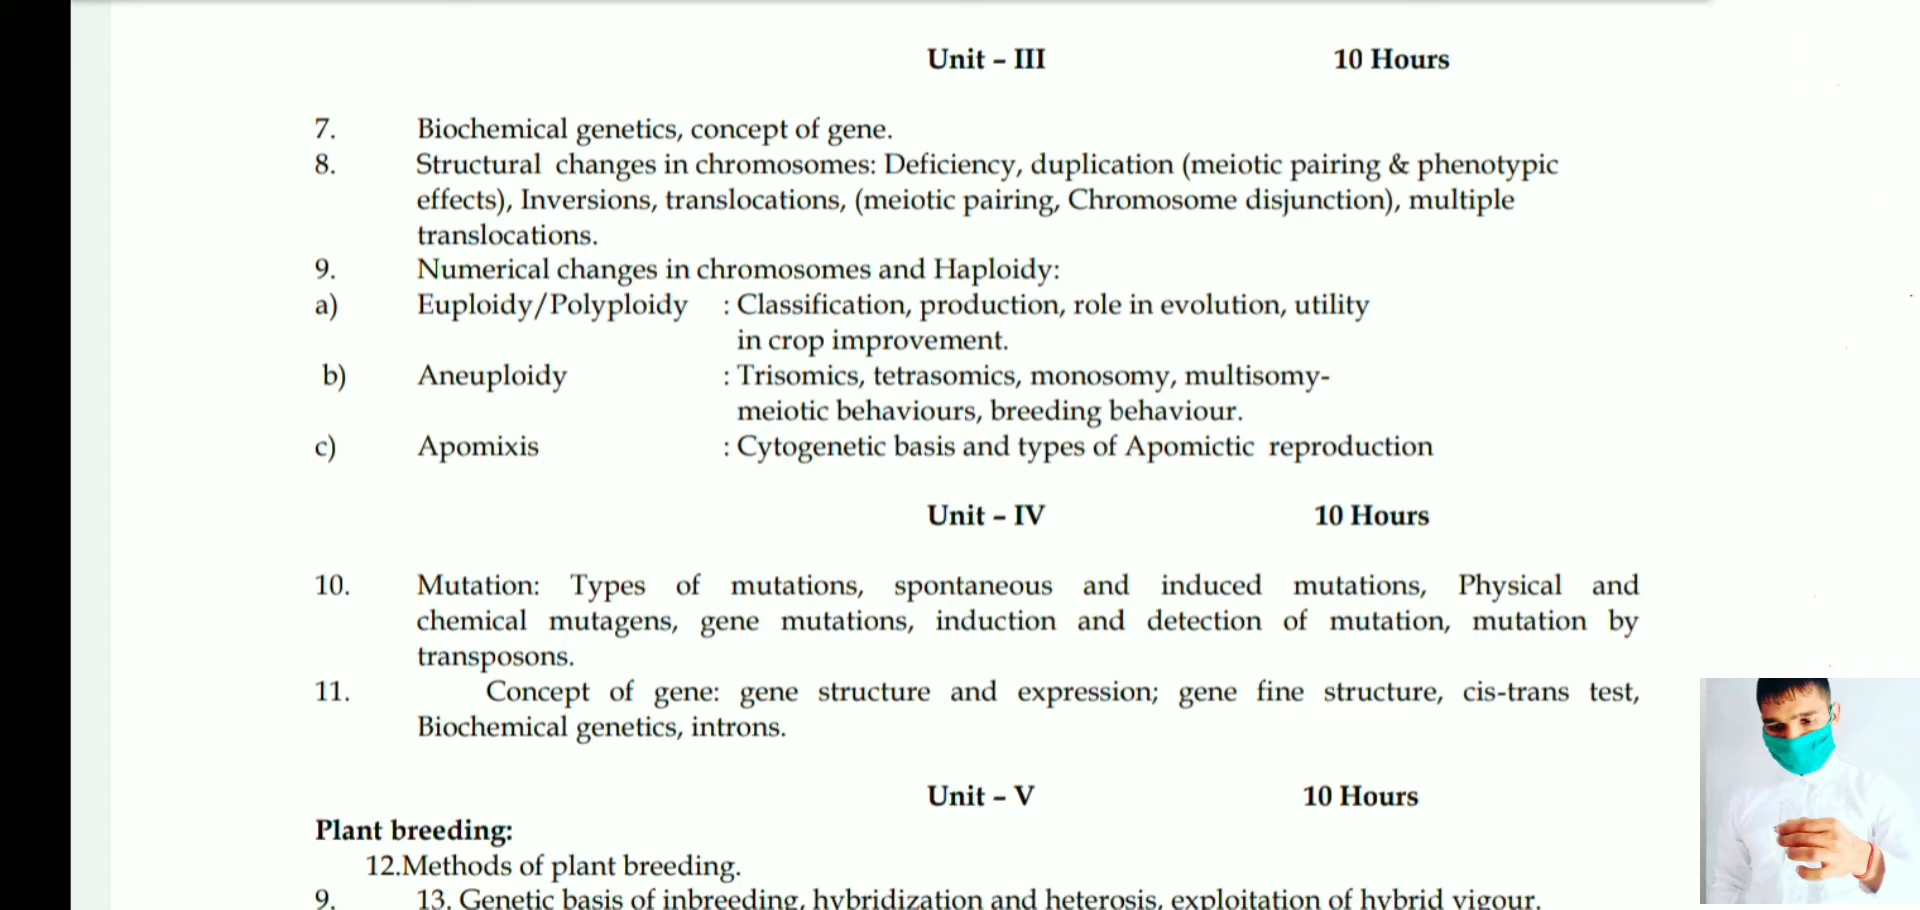 Unit – III 10 Hours
7. Biochemical genetics, concept of gene.
8. Structural changes in chromosomes: Deficiency, duplication (meiotic pairing & phenotypic
effects), Inversions, translocations, (meiotic pairing, Chromosome disjunction), multiple
translocations.
9. Numerical changes in chromosomes and Haploidy:
a) Euploidy/Polyploidy : Classification, production, role in evolution, utility
in crop improvement.
b) Aneuploidy : Trisomics, tetrasomics, monosomy, multisomy-
meiotic behaviours, breeding behaviour.
c) Apomixis : Cytogenetic basis and types of Apomictic reproduction
Unit – IV 10 Hours
10. Mutation: Types of mutations, spontaneous and induced mutations, Physical and
chemical mutagens, gene mutations, induction and detection of mutation, mutation by
transposons.
11. Concept of gene: gene structure and expression; gene fine structure, cis-trans test,
Biochemical genetics, introns.
Unit – V 10 Hours
Plant breeding:
12.Methods of plant breeding.
9. 13. Genetic basis of inbreeding, hybridization and heterosis, exploitation of hybrid vigour.